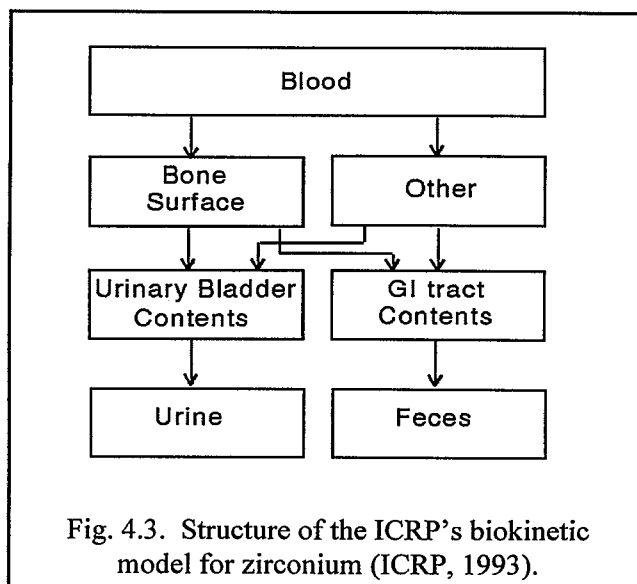 Blood
Bone
Surface
Other
Urinary Bladder
Contents
GI tract
Contents
Urine
Feces
Fig. 4.3. Structure of the ICRP's biokinetic
model for zirconium (ICRP, 1993).